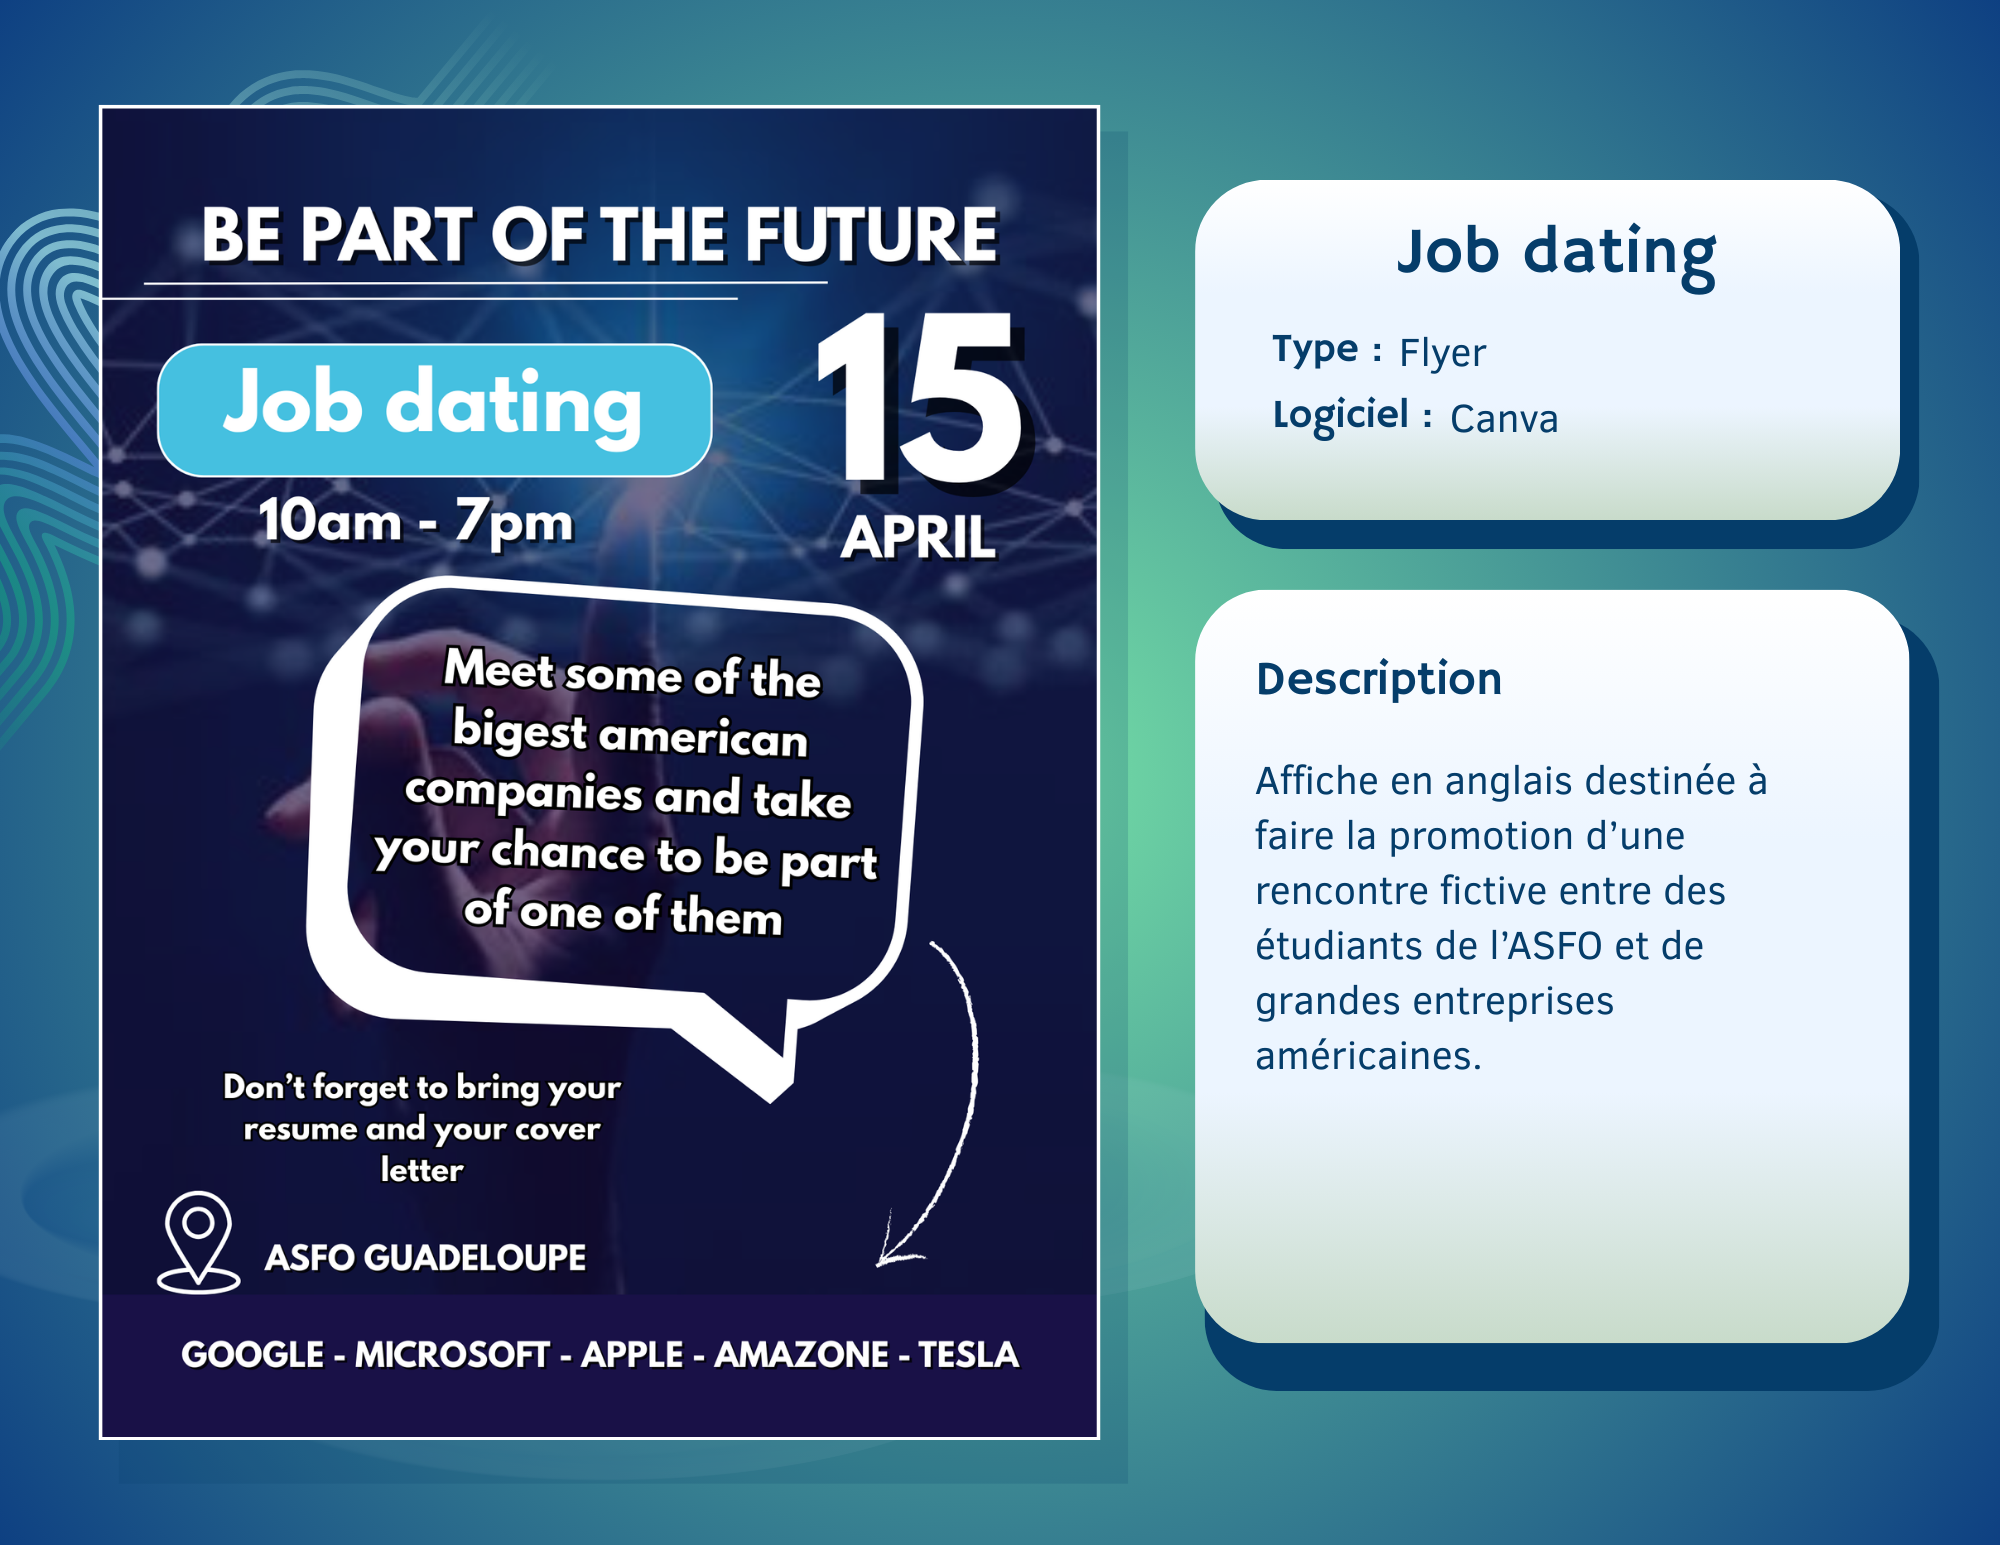 BE PART OF THE FUTURE
Job dating
10am - 7pm
15
APRIL
Meet some of the
bigest american
companies and take
your chance to be part
of one of them
Don't forget to bring your
resume and your cover
letter
ASFO GUADELOUPE
GOOGLE - MICROSOFT - APPLE - AMAZONE - TESLA
Job dating
Type : Flyer
Logiciel : Canva
Description
Affiche en anglais destinée à
faire la promotion d'une
rencontre fictive entre des
étudiants de l'ASFO et de
grandes entreprises
américaines.